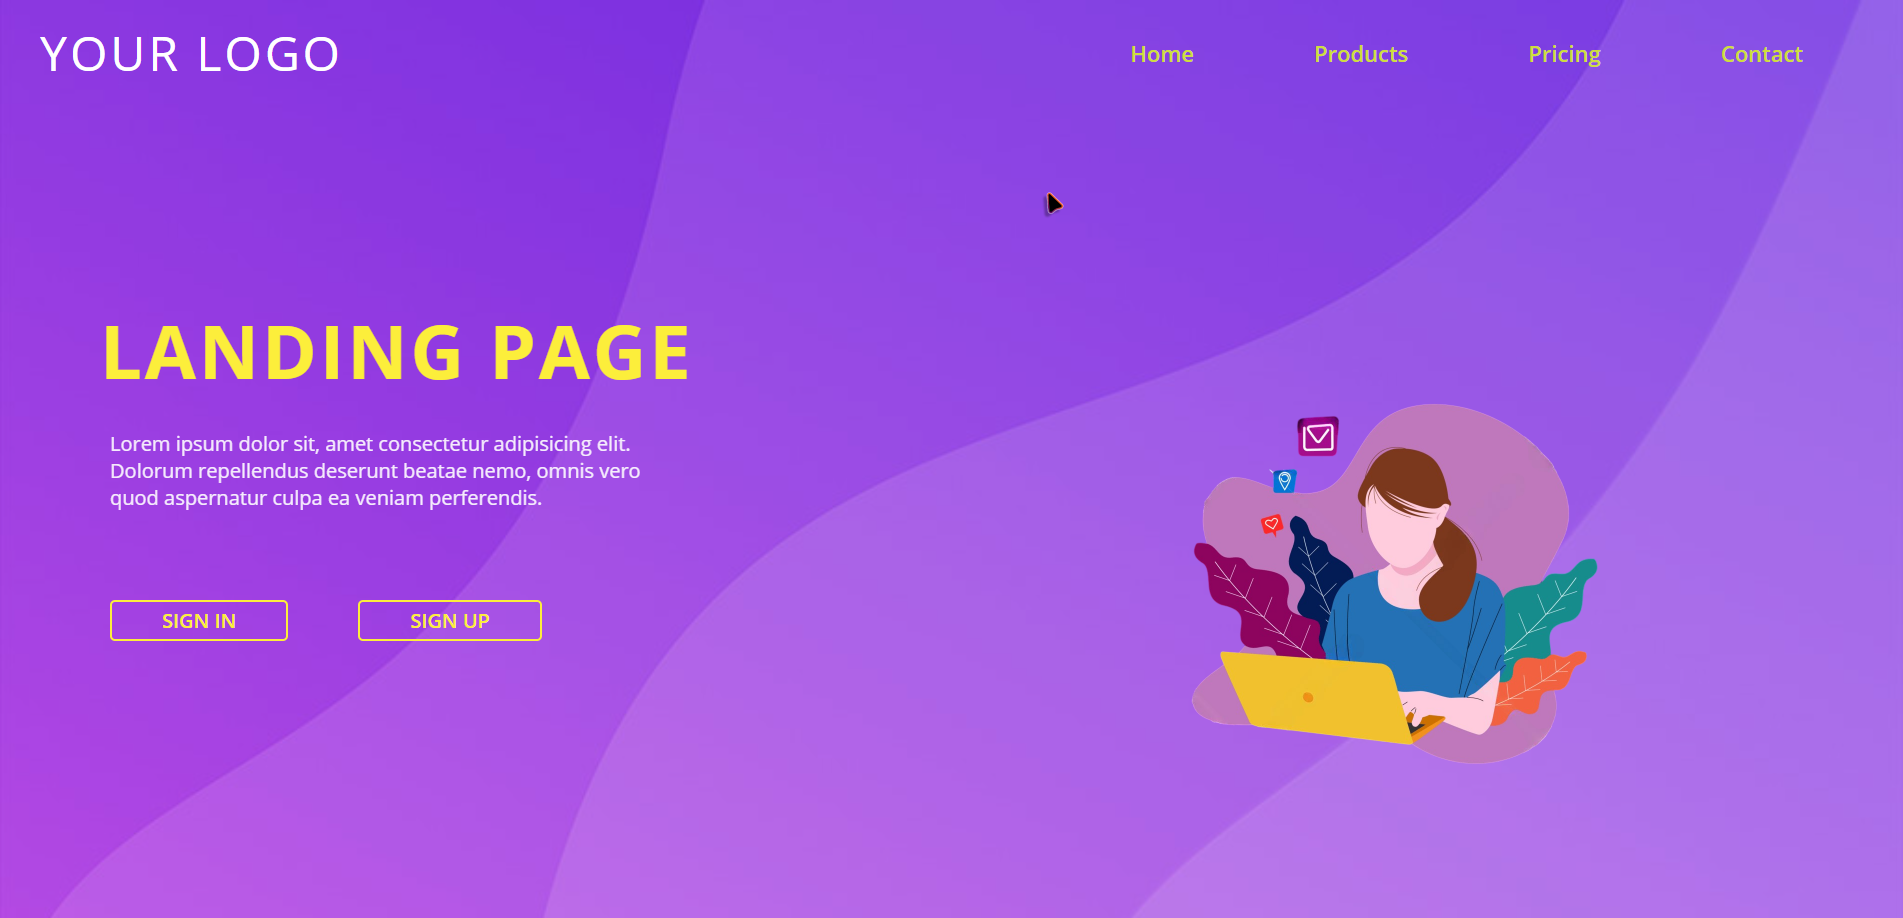 YOUR LOGO
Home Products Pricing Contact
LANDING PAGE
Lorem ipsum dolor sit, amet consectetur adipisicing elit.
Dolorum repellendus deserunt beatae nemo, omnis vero
quod aspernatur culpa ea veniam perferendis.
SIGN IN SIGN UP